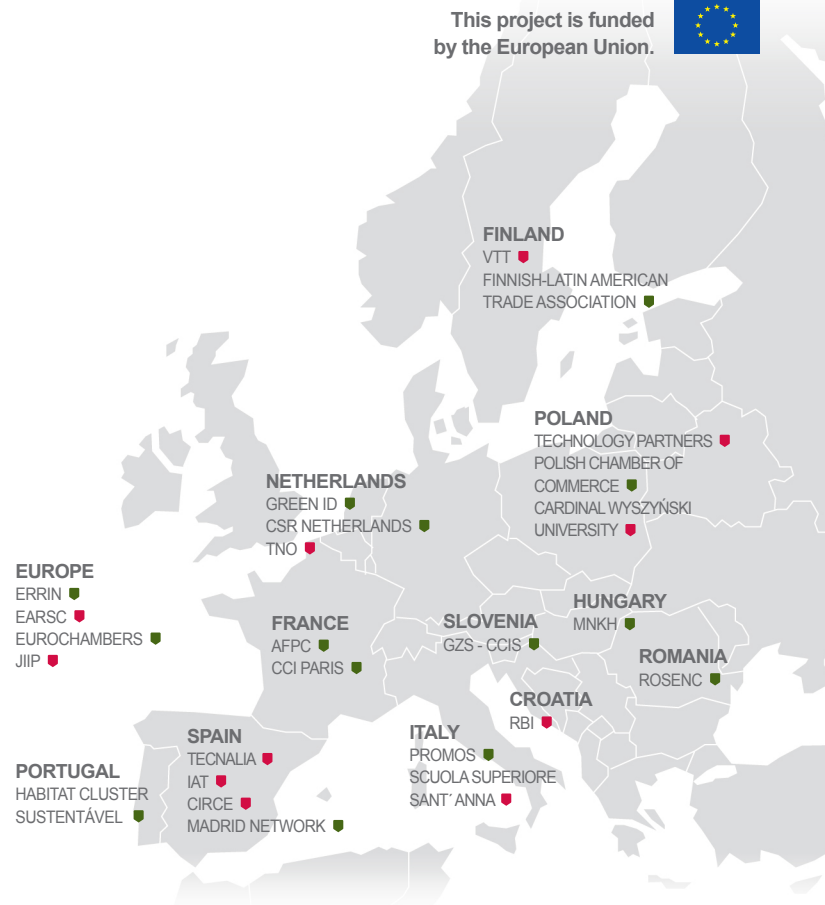 This project is funded
by the European Union.
FINLAND
VTT
FINNISH-LATIN AMERICAN
TRADE ASSOCIATION
POLAND
TECHNOLOGY PARTNERS
POLISH CHAMBER OF
COMMERCE
CARDINAL WYSZYŃSKI
UNIVERSITY
NETHERLANDS
GREEN ID
CSR NETHERLANDS
TNO
EUROPE
ERRIN
EARSC
EUROCHAMBERS
JIIP
FRANCE
AFPC
CCI PARIS
SLOVENIA
GZS - CCIS
HUNGARY
MNKH
ROMANIA
ROSENC
CROATIA
RBI
ITALY
PROMOS
SCUOLA SUPERIORE
SANT´ ANNA
SPAIN
TECNALIA
IAT
CIRCE
MADRID NETWORK
PORTUGAL
HABITAT CLUSTER
SUSTENTÁVEL